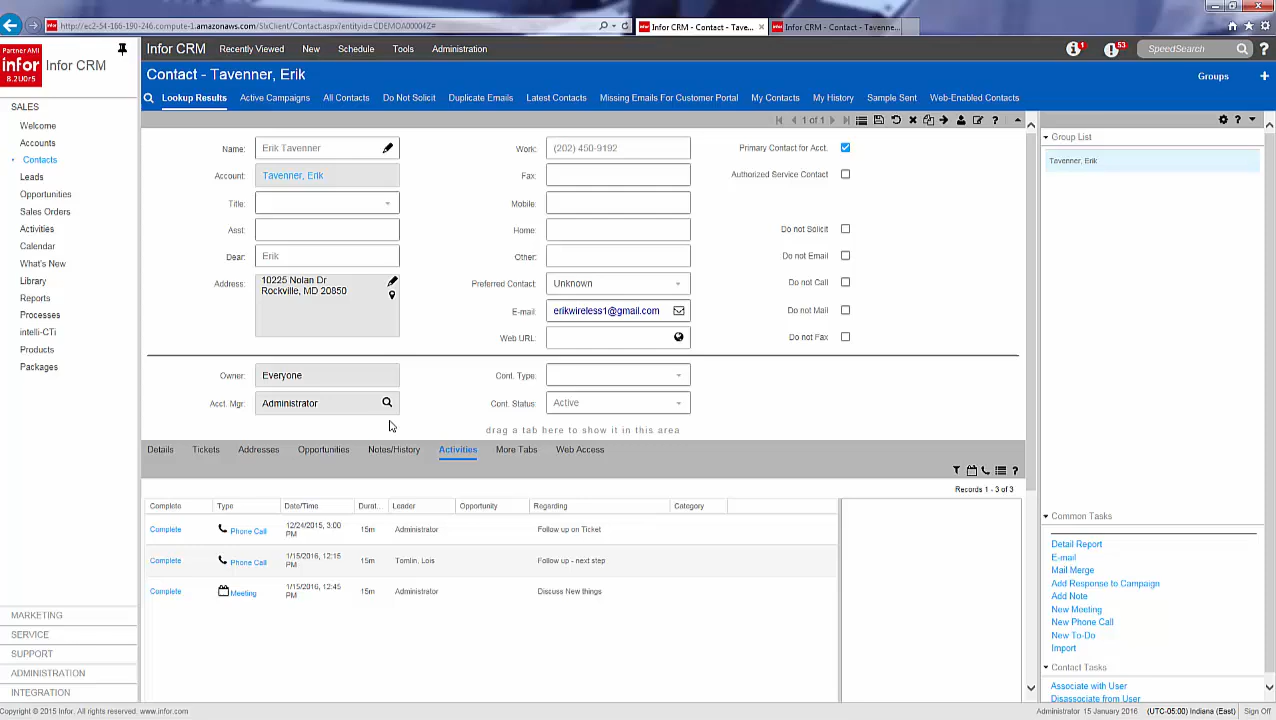 http://ec2-54-166-190-246.compute-1.amazonaws.com/SlxClient/Contact.aspx?entityid=CDEMOA00004Z#
Infor CRM - Contact - Tave...
Infor CRM - Contact - Tavenne...
Partner AMI
infor
8.2U0r5
Infor CRM
Infor CRM
Recently Viewed
New
Schedule
Tools
Administration
1
53
SpeedSearch
?
Contact - Tavenner, Erik
Groups
Lookup Results
Active Campaigns
All Contacts
Do Not Solicit
Duplicate Emails
Latest Contacts
Missing Emails For Customer Portal
My Contacts
My History
Sample Sent
Web-Enabled Contacts
SALES
Welcome
Accounts
Contacts
Leads
Opportunities
Sales Orders
Activities
Calendar
What's New
Library
Reports
Processes
intelli-CTi
Products
Packages
MARKETING
SERVICE
SUPPORT
ADMINISTRATION
INTEGRATION
1 of 1
?
Name:
Erik Tavenner
Account:
Tavenner, Erik
Title:
Asst:
Dear:
Erik
Address:
10225 Nolan Dr
Rockville, MD 20850
Owner:
Everyone
Acct. Mgr:
Administrator
Work:
(202) 450-9192
Fax:
Mobile:
Home:
Other:
Preferred Contact:
Unknown
E-mail:
erikwireless1@gmail.com
Web URL:
Cont. Type:
Cont. Status:
Active
Primary Contact for Acct.
Authorized Service Contact
Do not Solicit
Do not Email
Do not Call
Do not Mail
Do not Fax
drag a tab here to show it in this area
Details
Tickets
Addresses
Opportunities
Notes/History
Activities
More Tabs
Web Access
?
Records 1 - 3 of 3
Complete Type Date/Time Durat... Leader Opportunity Regarding Category
Complete Phone Call 12/24/2015, 3:00 PM 15m Administrator Follow up on Ticket
Complete Phone Call 1/15/2016, 12:15 PM 15m Tomlin, Lois Follow up - next step
Complete Meeting 1/15/2016, 12:45 PM 15m Administrator Discuss New things
?
Group List
Tavenner, Erik
Common Tasks
Detail Report
E-mail
Mail Merge
Add Response to Campaign
Add Note
New Meeting
New Phone Call
New To-Do
Import
Contact Tasks
Associate with User
Disassociate from User
Copyright © 2015 Infor. All rights reserved. www.infor.com
Administrator 15 January 2016 (UTC-05:00) Indiana (East) Sign Off